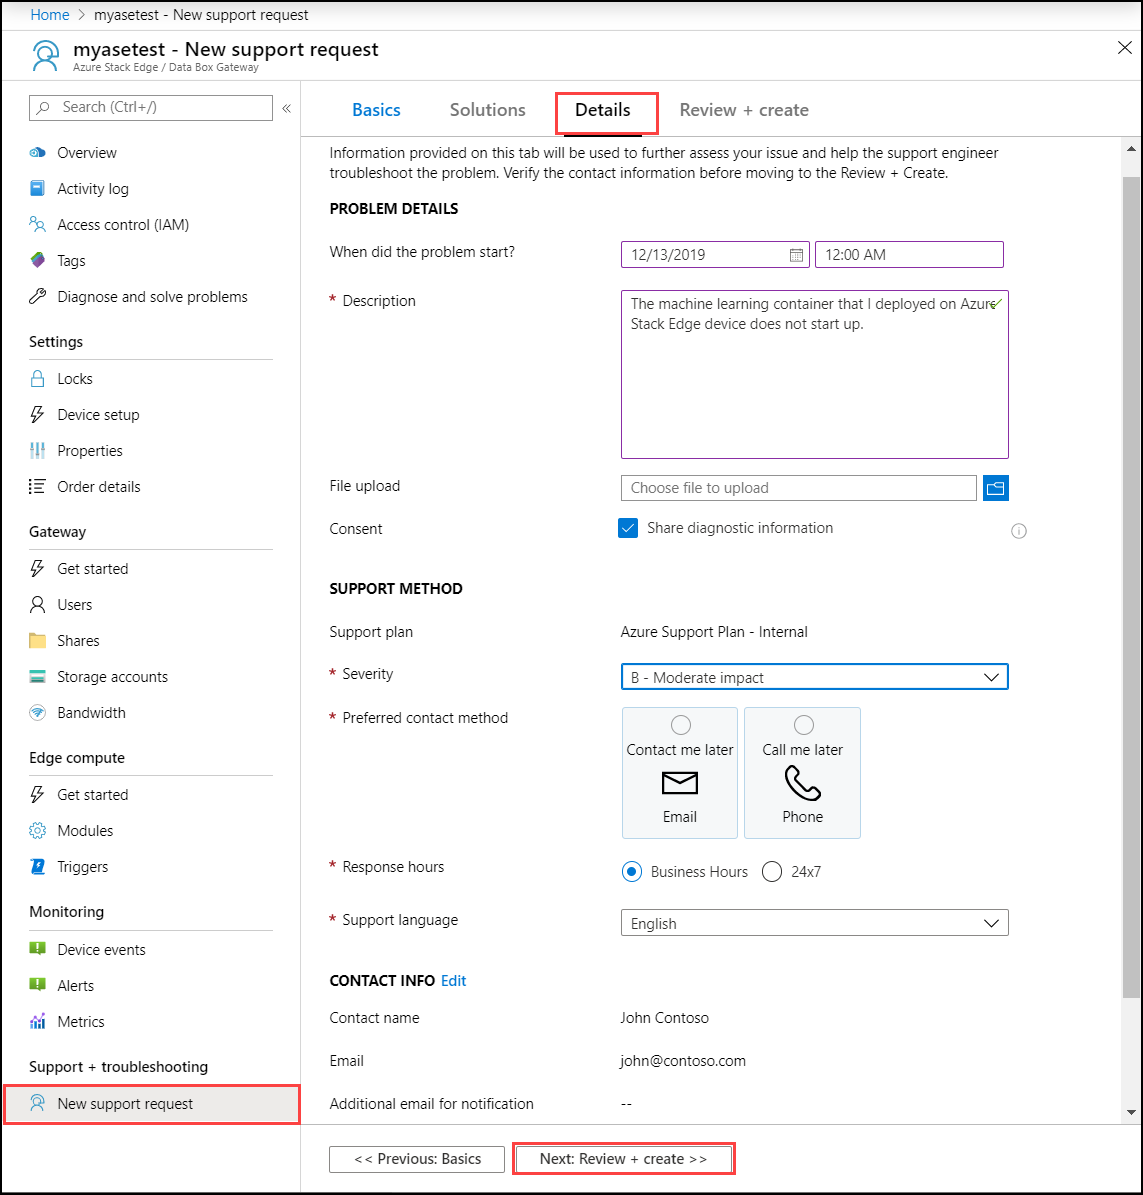 Home > myasetest - New support request
myasetest - New support request
Azure Stack Edge / Data Box Gateway
Search (Ctrl+/)
«
Overview
Activity log
Access control (IAM)
Tags
Diagnose and solve problems
Settings
Locks
Device setup
Properties
Order details
Gateway
Get started
Users
Shares
Storage accounts
Bandwidth
Edge compute
Get started
Modules
Triggers
Monitoring
Device events
Alerts
Metrics
Support + troubleshooting
New support request
Basics Solutions Details Review + create
Information provided on this tab will be used to further assess your issue and help the support engineer
troubleshoot the problem. Verify the contact information before moving to the Review + Create.
PROBLEM DETAILS
When did the problem start? 12/13/2019 12:00 AM
* Description
The machine learning container that I deployed on Azure
Stack Edge device does not start up.
File upload Choose file to upload
Consent Share diagnostic information
SUPPORT METHOD
Support plan Azure Support Plan - Internal
* Severity B - Moderate impact
* Preferred contact method
Contact me later Call me later
Email Phone
* Response hours Business Hours 24x7
* Support language English
CONTACT INFO Edit
Contact name John Contoso
Email john@contoso.com
Additional email for notification --
<< Previous: Basics Next: Review + create >>